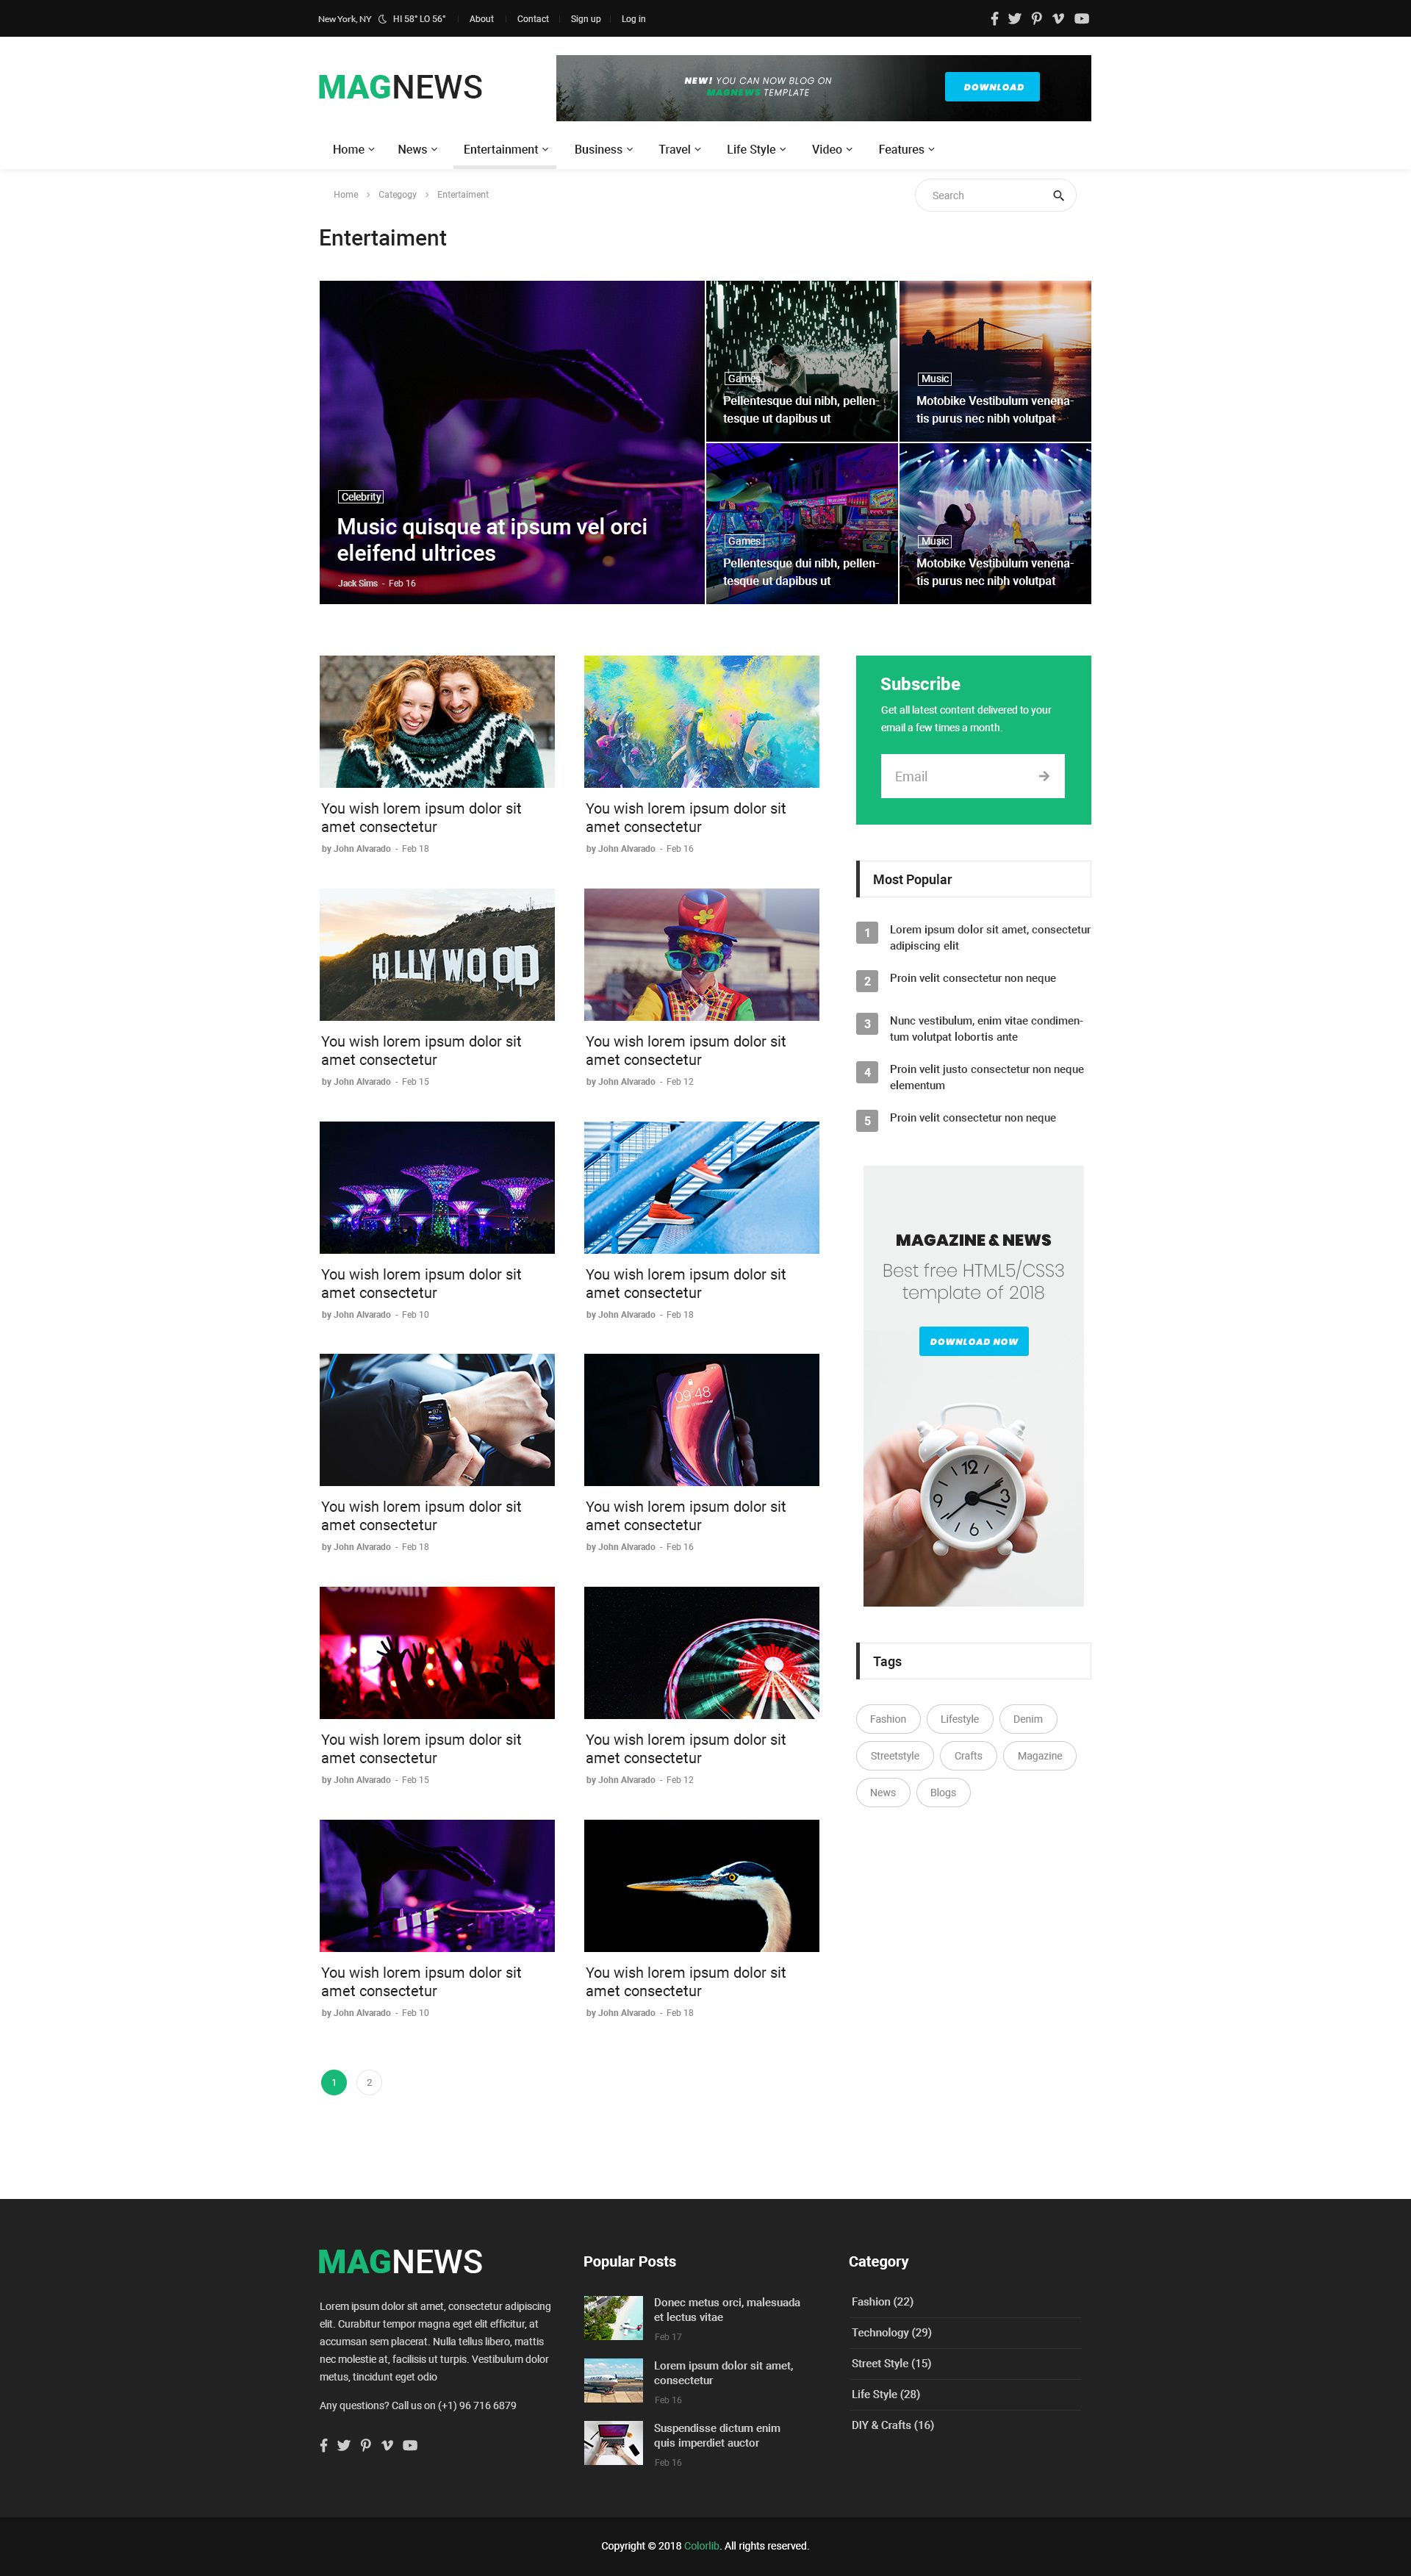 New York, NY HI 58° LO 56° About Contact Sign up Log in
MAGNEWS
NEW! YOU CAN NOW BLOG ON
MAGNEWS TEMPLATE
DOWNLOAD
Home News Entertainment Business Travel Life Style Video Features
Home Categogy Entertaiment
Search
Entertaiment
Celebrity
Music quisque at ipsum vel orci
eleifend ultrices
Jack Sims - Feb 16
Games
Pellentesque dui nibh, pellen-
tesque ut dapibus ut
Music
Motobike Vestibulum venena-
tis purus nec nibh volutpat
Games
Pellentesque dui nibh, pellen-
tesque ut dapibus ut
Music
Motobike Vestibulum venena-
tis purus nec nibh volutpat
You wish lorem ipsum dolor sit
amet consectetur
by John Alvarado - Feb 18
You wish lorem ipsum dolor sit
amet consectetur
by John Alvarado - Feb 16
HOLLYWOOD
You wish lorem ipsum dolor sit
amet consectetur
by John Alvarado - Feb 15
You wish lorem ipsum dolor sit
amet consectetur
by John Alvarado - Feb 12
You wish lorem ipsum dolor sit
amet consectetur
by John Alvarado - Feb 10
You wish lorem ipsum dolor sit
amet consectetur
by John Alvarado - Feb 18
You wish lorem ipsum dolor sit
amet consectetur
by John Alvarado - Feb 18
09:48
You wish lorem ipsum dolor sit
amet consectetur
by John Alvarado - Feb 16
COMMUNITY
You wish lorem ipsum dolor sit
amet consectetur
by John Alvarado - Feb 15
You wish lorem ipsum dolor sit
amet consectetur
by John Alvarado - Feb 12
You wish lorem ipsum dolor sit
amet consectetur
by John Alvarado - Feb 10
You wish lorem ipsum dolor sit
amet consectetur
by John Alvarado - Feb 18
1 2
Subscribe
Get all latest content delivered to your
email a few times a month.
Email
Most Popular
1 Lorem ipsum dolor sit amet, consectetur
adipiscing elit
2 Proin velit consectetur non neque
3 Nunc vestibulum, enim vitae condimen-
tum volutpat lobortis ante
4 Proin velit justo consectetur non neque
elementum
5 Proin velit consectetur non neque
MAGAZINE & NEWS
Best free HTML5/CSS3
template of 2018
DOWNLOAD NOW
12
Tags
Fashion Lifestyle Denim
Streetstyle Crafts Magazine
News Blogs
MAGNEWS
Lorem ipsum dolor sit amet, consectetur adipiscing
elit. Curabitur tempor magna eget elit efficitur, at
accumsan sem placerat. Nulla tellus libero, mattis
nec molestie at, facilisis ut turpis. Vestibulum dolor
metus, tincidunt eget odio
Any questions? Call us on (+1) 96 716 6879
Popular Posts
Donec metus orci, malesuada
et lectus vitae
Feb 17
Lorem ipsum dolor sit amet,
consectetur
Feb 16
Suspendisse dictum enim
quis imperdiet auctor
Feb 16
Category
Fashion (22)
Technology (29)
Street Style (15)
Life Style (28)
DIY & Crafts (16)
Copyright © 2018 Colorlib. All rights reserved.